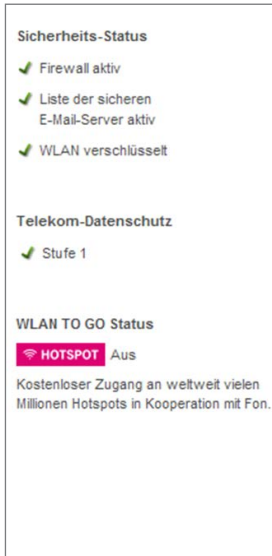 Sicherheits-Status
Firewall aktiv
Liste der sicheren
E-Mail-Server aktiv
WLAN verschlüsselt
Telekom-Datenschutz
Stufe 1
WLAN TO GO Status
HOTSPOT Aus
Kostenloser Zugang an weltweit vielen
Millionen Hotspots in Kooperation mit Fon.